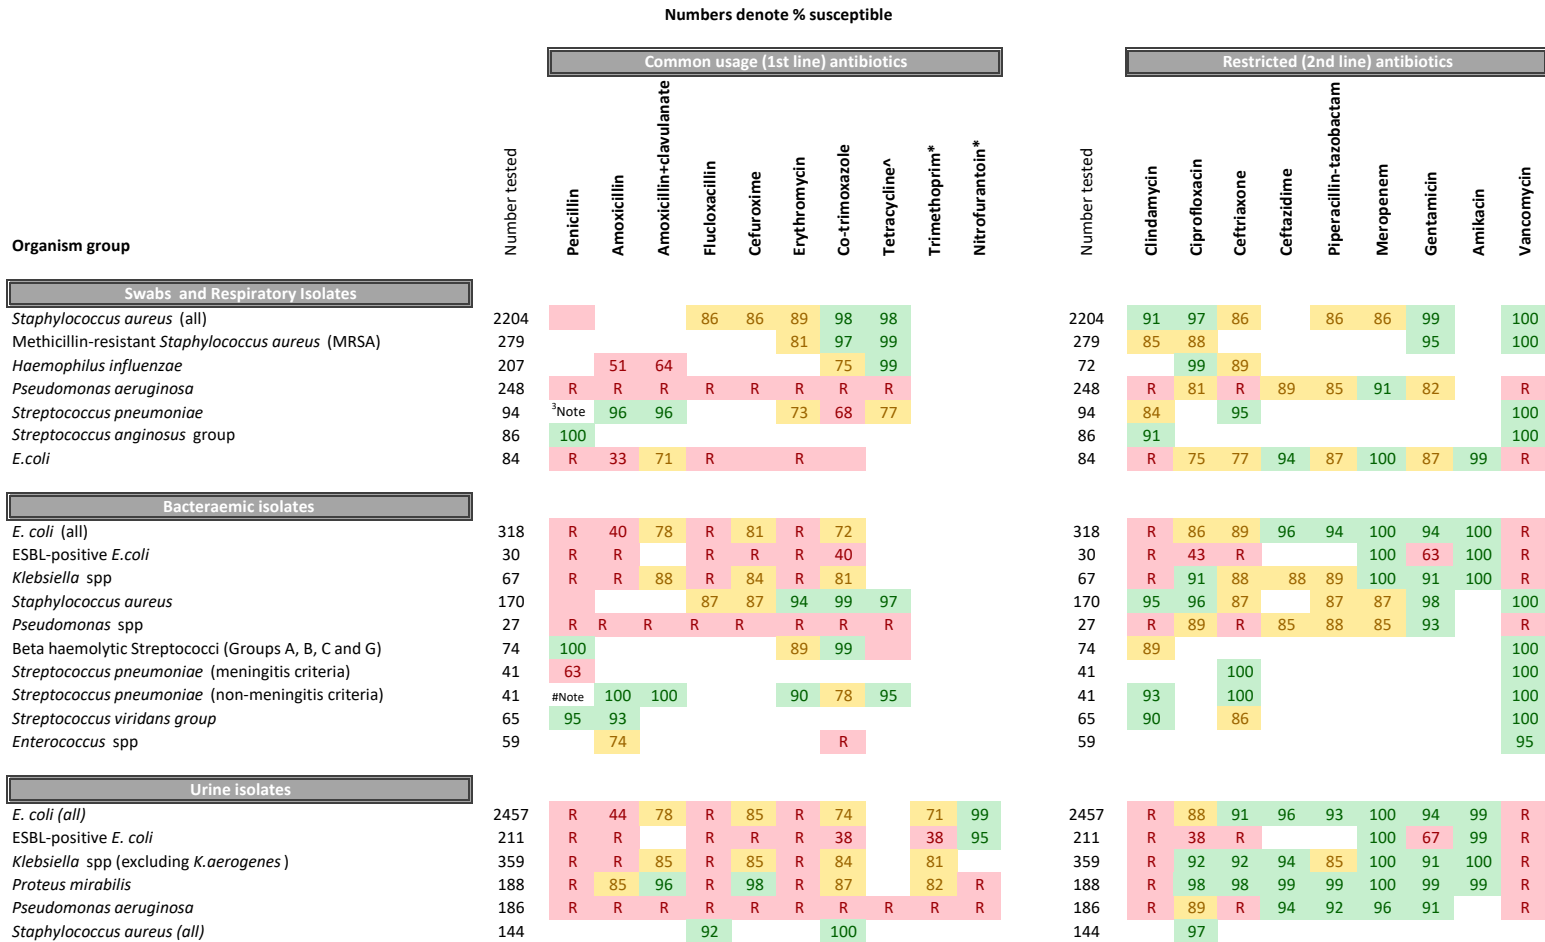 Numbers denote % susceptible
Common usage (1st line) antibiotics Restricted (2nd line) antibiotics
Organism group Number tested Penicillin Amoxicillin Amoxicillin+clavulanate Flucloxacillin Cefuroxime Erythromycin Co-trimoxazole Tetracycline^ Trimethoprim* Nitrofurantoin* Number tested Clindamycin Ciprofloxacin Ceftriaxone Ceftazidime Piperacillin-tazobactam Meropenem Gentamicin Amikacin Vancomycin
Swabs and Respiratory Isolates
Staphylococcus aureus (all) 2204 86 86 89 98 98 2204 91 97 86 86 86 99 100
Methicillin-resistant Staphylococcus aureus (MRSA) 279 81 97 99 279 85 88 95 100
Haemophilus influenzae 207 51 64 75 99 72 99 89
Pseudomonas aeruginosa 248 R R R R R R R R 248 R 81 R 89 85 91 82 R
Streptococcus pneumoniae 94 ³Note 96 96 73 68 77 94 84 95 100
Streptococcus anginosus group 86 100 86 91 100
E.coli 84 R 33 71 R R 84 R 75 77 94 87 100 87 99 R
Bacteraemic isolates
E. coli (all) 318 R 40 78 R 81 R 72 318 R 86 89 96 94 100 94 100 R
ESBL-positive E.coli 30 R R R R R 40 30 R 43 R 100 63 100 R
Klebsiella spp 67 R R 88 R 84 R 81 67 R 91 88 88 89 100 91 100 R
Staphylococcus aureus 170 87 87 94 99 97 170 95 96 87 87 87 98 100
Pseudomonas spp 27 R R R R R R R R 27 R 89 R 85 88 85 93 R
Beta haemolytic Streptococci (Groups A, B, C and G) 74 100 89 99 74 89 100
Streptococcus pneumoniae (meningitis criteria) 41 63 41 100 100
Streptococcus pneumoniae (non-meningitis criteria) 41 #Note 100 100 90 78 95 41 93 100 100
Streptococcus viridans group 65 95 93 65 90 86 100
Enterococcus spp 59 74 R 59 95
Urine isolates
E. coli (all) 2457 R 44 78 R 85 R 74 71 99 2457 R 88 91 96 93 100 94 99 R
ESBL-positive E. coli 211 R R R R R 38 38 95 211 R 38 R 100 67 99 R
Klebsiella spp (excluding K.aerogenes) 359 R R 85 R 85 R 84 81 359 R 92 92 94 85 100 91 100 R
Proteus mirabilis 188 R 85 96 R 98 R 87 82 R 188 R 98 98 99 99 100 99 99 R
Pseudomonas aeruginosa 186 R R R R R R R R R R 186 R 89 R 94 92 96 91 R
Staphylococcus aureus (all) 144 92 100 144 97